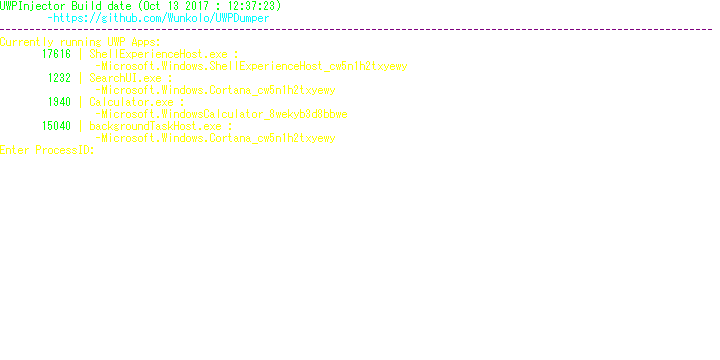 UWPInjector Build date (Oct 13 2017 : 12:37:23)
-https://github.com/Wunkolo/UWPDumper
Currently running UWP Apps:
17616 | ShellExperienceHost.exe :
-Microsoft.Windows.ShellExperienceHost_cw5n1h2txyewy
1232 | SearchUI.exe :
-Microsoft.Windows.Cortana_cw5n1h2txyewy
1940 | Calculator.exe :
-Microsoft.WindowsCalculator_8wekyb3d8bbwe
15040 | backgroundTaskHost.exe :
-Microsoft.Windows.Cortana_cw5n1h2txyewy
Enter ProcessID: